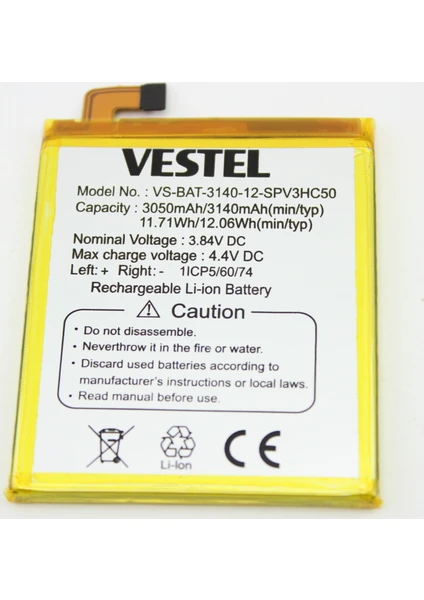 VESTEL
Model No. : VS-BAT-3140-12-SPV3HC50
Capacity : 3050mAh/3140mAh(min/typ)
11.71Wh/12.06Wh(min/typ)
Nominal Voltage : 3.84V DC
Max charge voltage : 4.4V DC
Left: + Right: - 1ICP5/60/74
Rechargeable Li-ion Battery
Caution :
• Do not disassemble.
• Neverthrow it in the fire or water.
• Discard used batteries according to
manufacturer's instructions or local laws.
• Read manual before use.
Li-Ion
CE